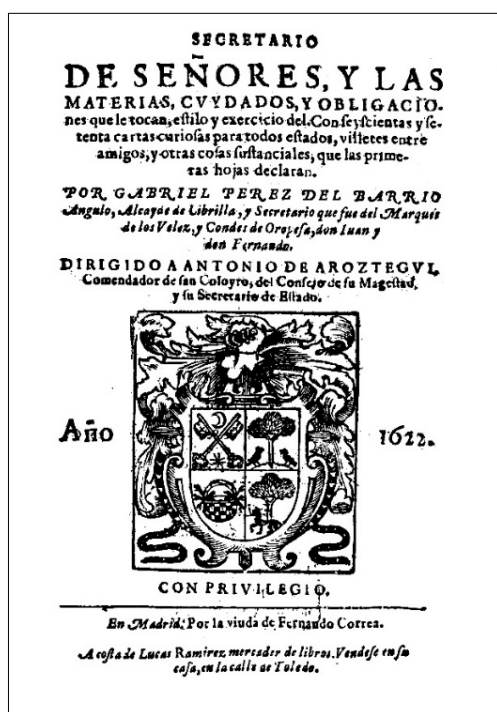 SECRETARIO
DE SEÑORES, Y LAS
MATERIAS, CVYDADOS, Y OBLIGACIO-
nes que le tocan, estilo y exercicio del. Con seyscientas y se-
tenta cartas curiosas para todos estados, villetes entre
amigos, y otras cosas sustanciales, que las prime-
ras hojas declaran.
POR GABRIEL PEREZ DEL BARRIO
Angulo, Alcayde de Librilla, y Secretario que fue del Marques
de los Velez, y Condes de Oropesa, don Iuan y
don Fernando.
DIRIGIDO A ANTONIO DE AROZTEGVI,
Comendador de san Coloyro, del Consejo de su Magestad,
y su Secretario de Estado.
Año 1622.
CON PRIVILEGIO.
En Madrid: Por la viuda de Fernando Correa.
A costa de Lucas Ramirez mercader de libros. Vendese en su
casa, en la calle de Toledo.